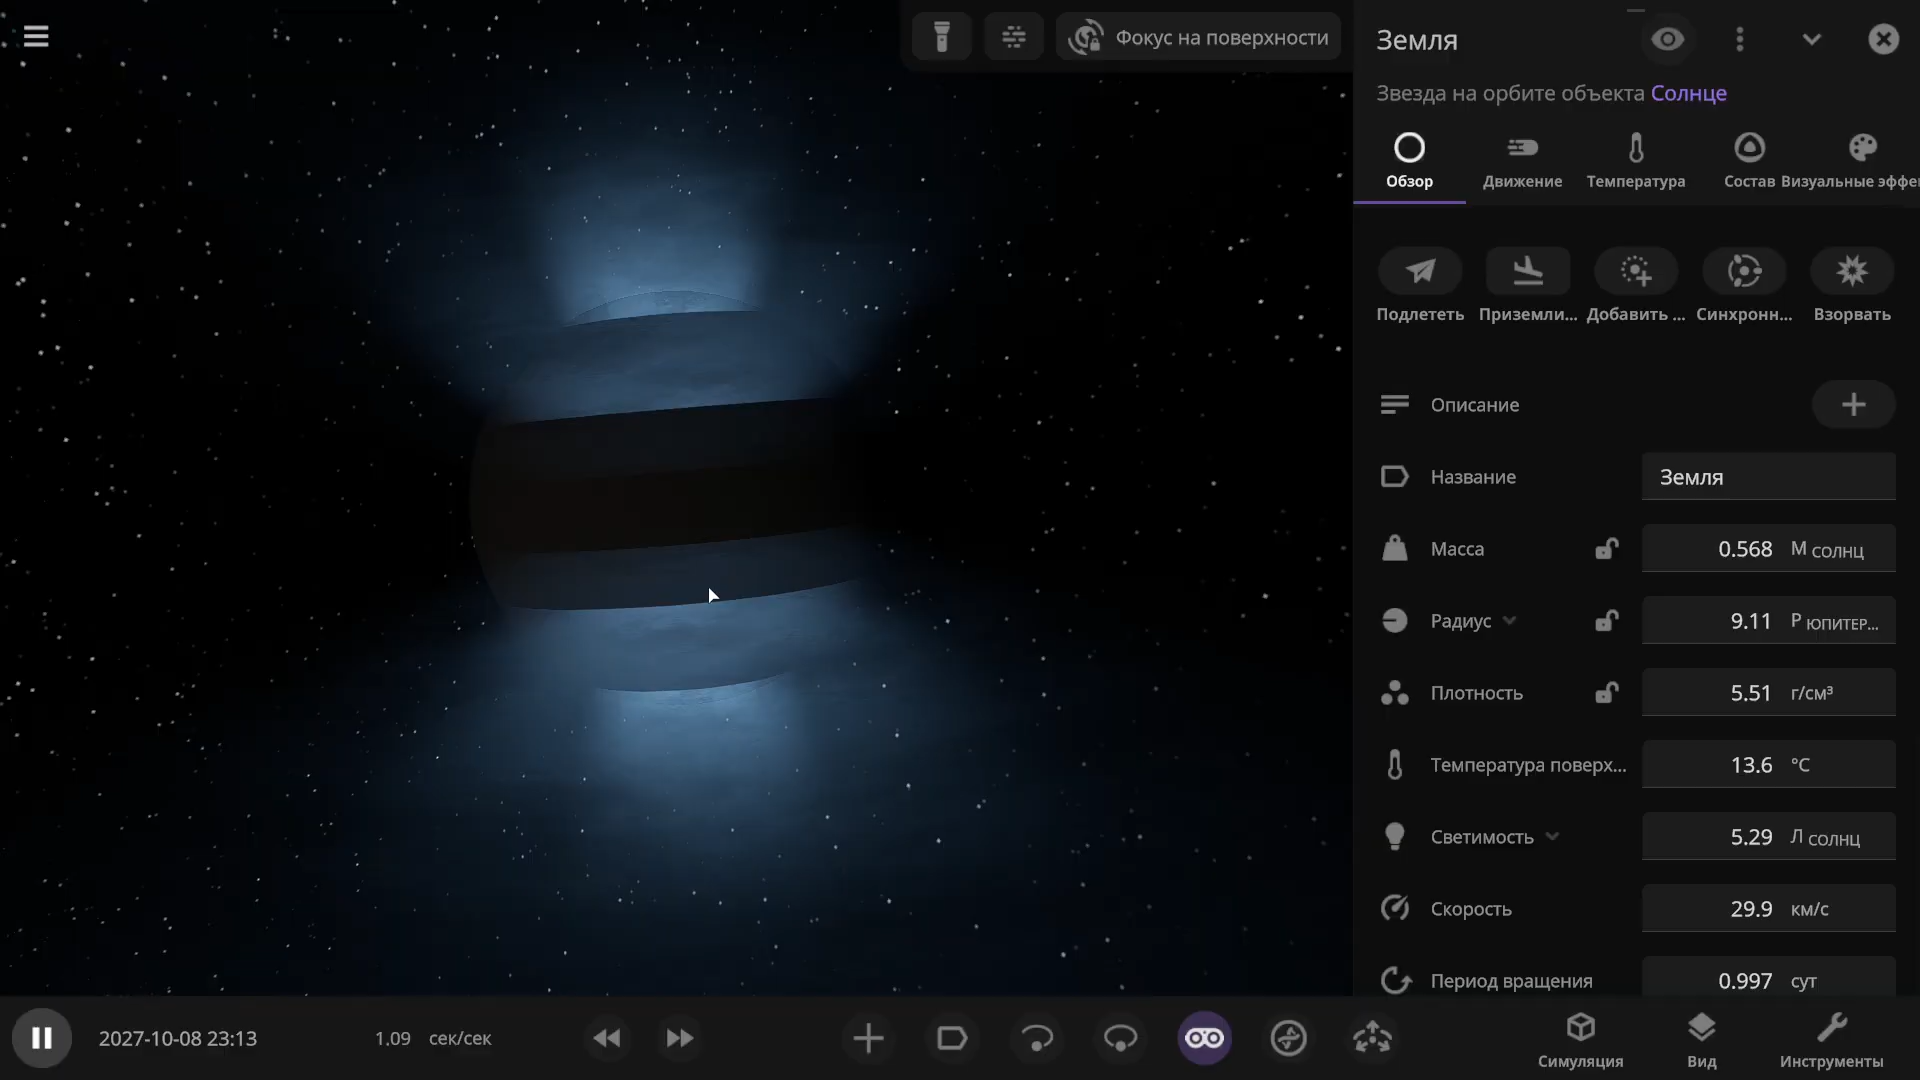 Фокус на поверхности
Земля
Звезда на орбите объекта Солнце
Обзор
Движение
Температура
Состав
Визуальные эффе
Подлететь
Приземли...
Добавить ...
Синхронн...
Взорвать
Описание
Название Земля
Масса 0.568 М СОЛНЦ
Радиус 9.11 Р ЮПИТЕР...
Плотность 5.51 г/см³
Температура поверх... 13.6 °C
Светимость 5.29 Л СОЛНЦ
Скорость 29.9 км/с
Период вращения 0.997 сут
2027-10-08 23:13
1.09 сек/сек
Симуляция
Вид
Инструменты